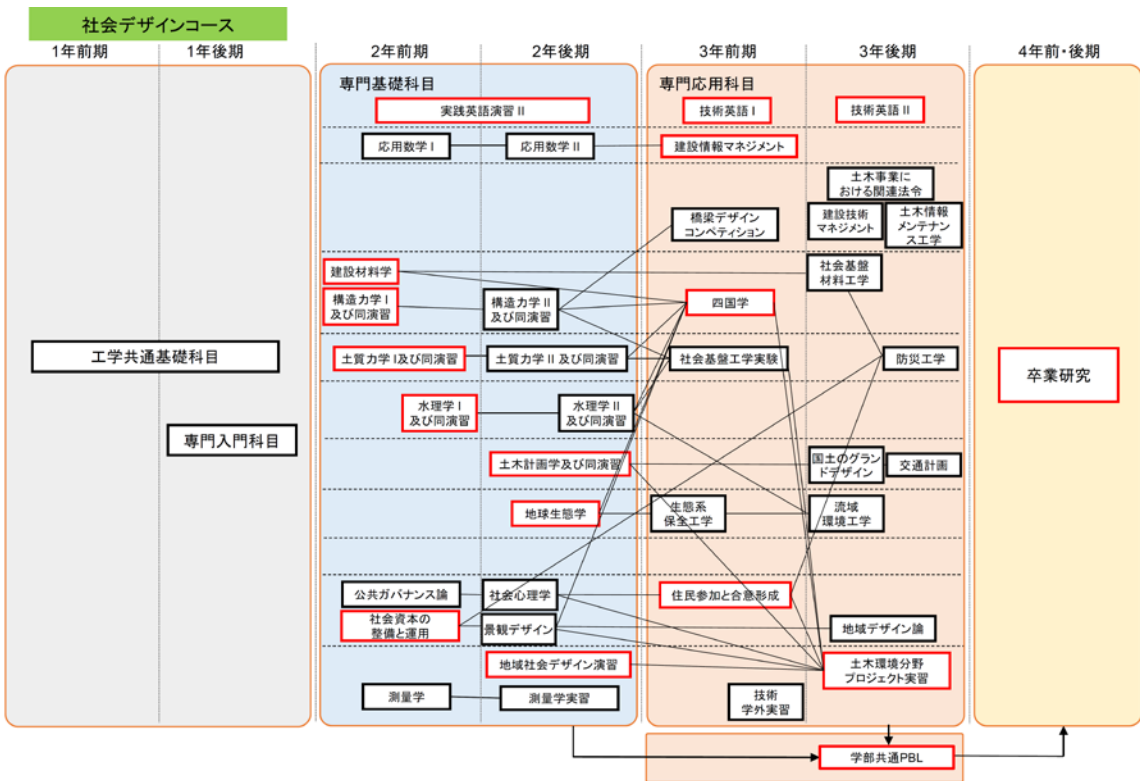 社会デザインコース
1年前期
1年後期
2年前期
2年後期
3年前期
3年後期
4年前・後期
専門基礎科目
専門応用科目
実践英語演習 II
技術英語 I
技術英語 II
応用数学 I
応用数学 II
建設情報マネジメント
土木事業に
おける関連法令
橋梁デザイン
コンペティション
建設技術
マネジメント
土木情報
メンテナン
ス工学
建設材料学
社会基盤
材料工学
構造力学 I
及び同演習
構造力学 II
及び同演習
四国学
工学共通基礎科目
土質力学 I及び同演習
土質力学 II 及び同演習
社会基盤工学実験
防災工学
卒業研究
専門入門科目
水理学 I
及び同演習
水理学 II
及び同演習
土木計画学及び同演習
国土のグラン
ドデザイン
交通計画
地球生態学
生態系
保全工学
流域
環境工学
公共ガバナンス論
社会心理学
住民参加と合意形成
社会資本の
整備と運用
景観デザイン
地域デザイン論
地域社会デザイン演習
土木環境分野
プロジェクト実習
測量学
測量学実習
技術
学外実習
学部共通PBL